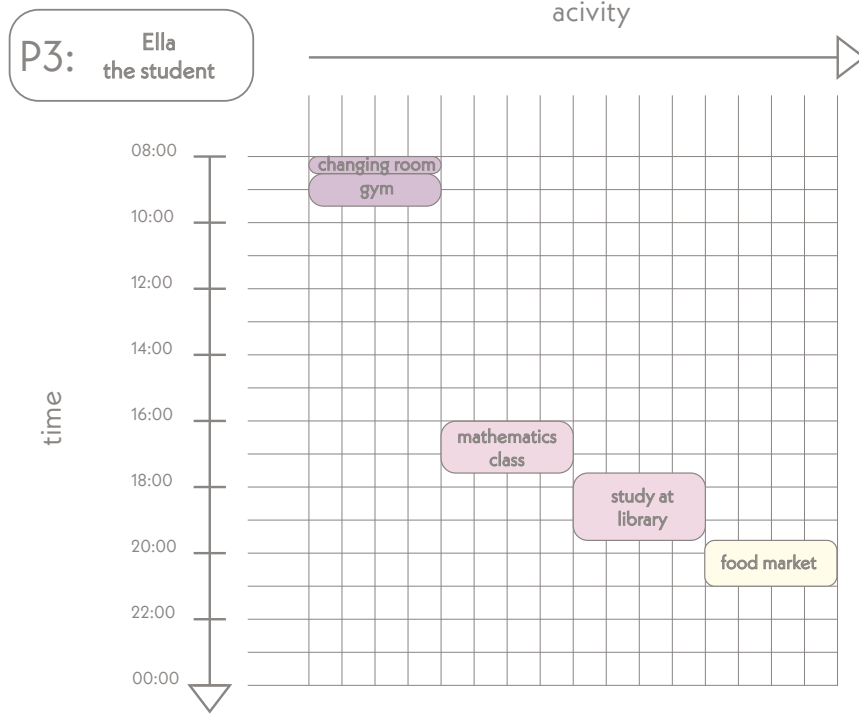 acivity
P3:
Ella
the student
08:00
changing room
gym
10:00
12:00
14:00
time
16:00
mathematics
class
18:00
study at
library
20:00
food market
22:00
00:00